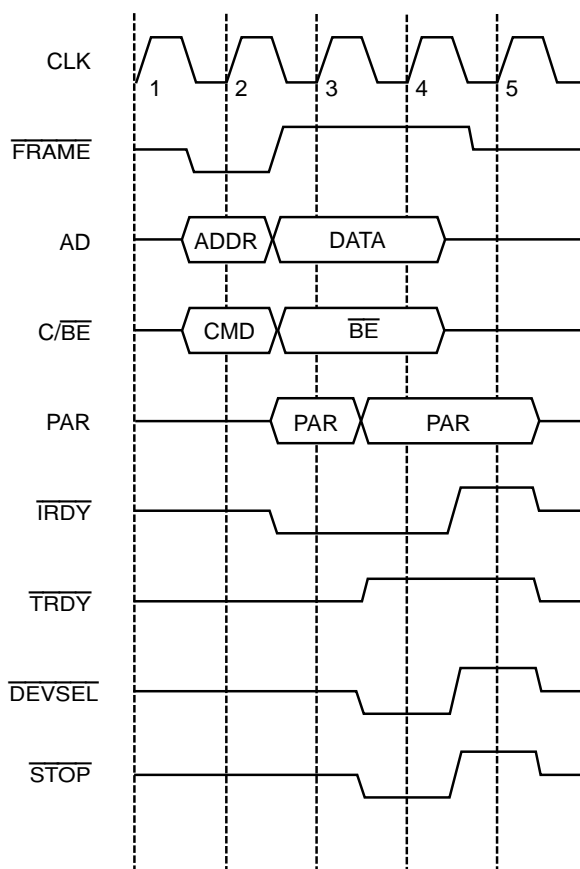 CLK
1 2 3 4 5
FRAME
AD ADDR DATA
C/BE CMD BE
PAR PAR PAR
IRDY
TRDY
DEVSEL
STOP